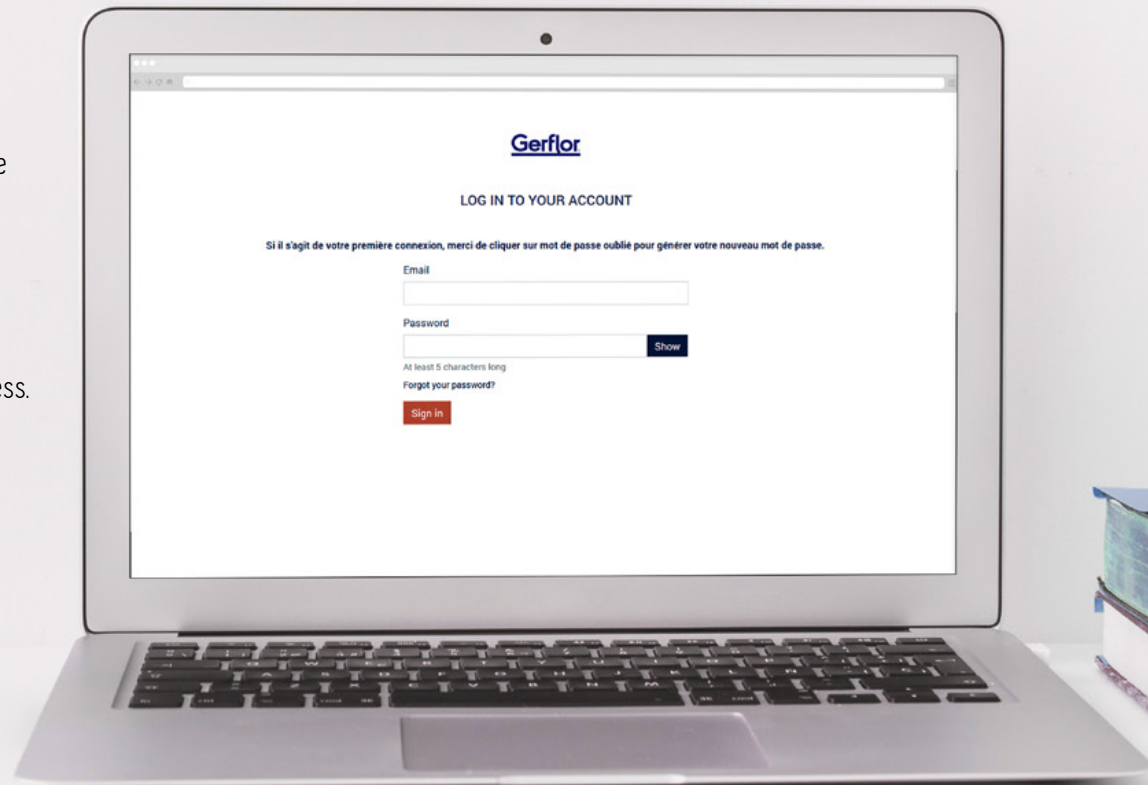 Gerflor
LOG IN TO YOUR ACCOUNT
Si il s'agit de votre première connexion, merci de cliquer sur mot de passe oublié pour générer votre nouveau mot de passe.
Email
Password
Show
At least 5 characters long
Forgot your password?
Sign in